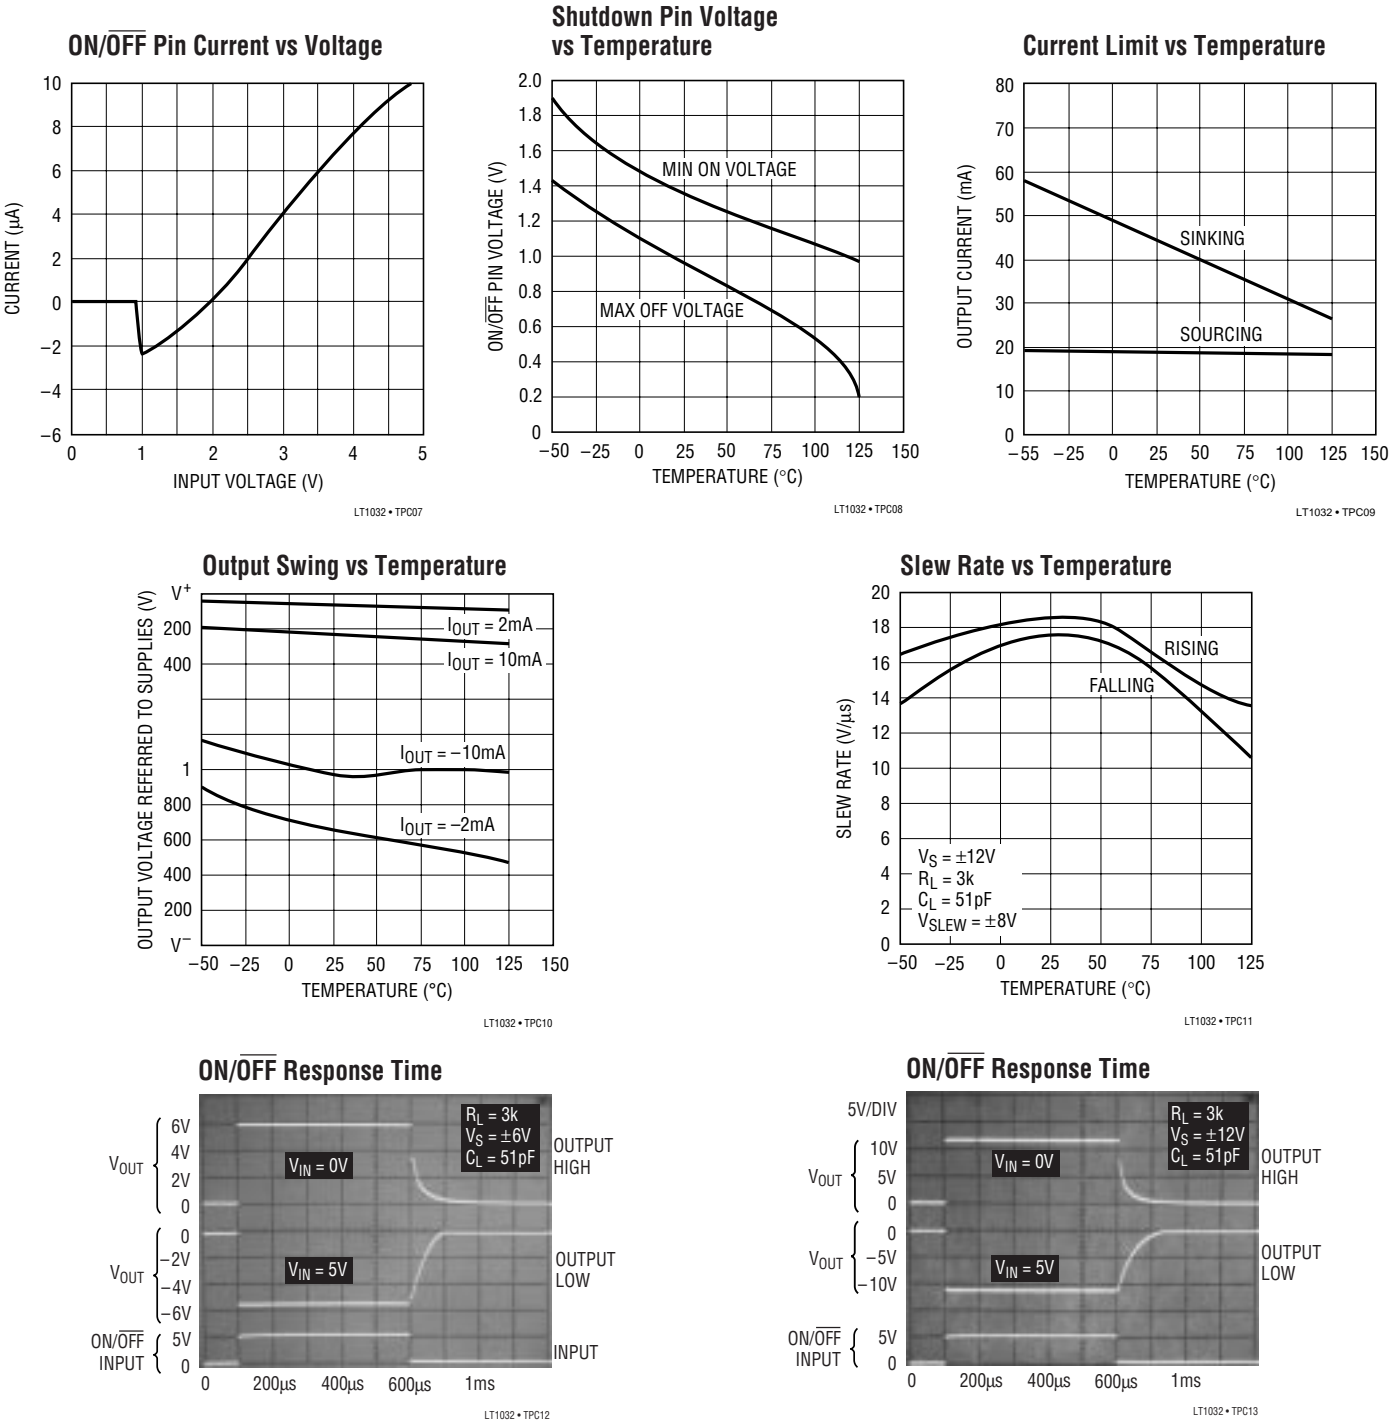 ON/OFF Pin Current vs Voltage
10
8
6
4
2
0
−2
−4
−6
CURRENT (µA)
0 1 2 3 4 5
INPUT VOLTAGE (V)
LT1032 • TPC07
Shutdown Pin Voltage
vs Temperature
2.0
1.8
1.6
1.4
1.2
1.0
0.8
0.6
0.4
0.2
0
ON/OFF PIN VOLTAGE (V)
MIN ON VOLTAGE
MAX OFF VOLTAGE
−50 −25 0 25 50 75 100 125 150
TEMPERATURE (°C)
LT1032 • TPC08
Current Limit vs Temperature
80
70
60
50
40
30
20
10
0
OUTPUT CURRENT (mA)
SINKING
SOURCING
−55 −25 0 25 50 75 100 125 150
TEMPERATURE (°C)
LT1032 • TPC09
Output Swing vs Temperature
V+
200
400
1
800
600
400
200
V−
OUTPUT VOLTAGE REFERRED TO SUPPLIES (V)
IOUT = 2mA
IOUT = 10mA
IOUT = −10mA
IOUT = −2mA
−50 −25 0 25 50 75 100 125 150
TEMPERATURE (°C)
LT1032 • TPC10
Slew Rate vs Temperature
20
18
16
14
12
10
8
6
4
2
0
SLEW RATE (V/µs)
RISING
FALLING
VS = ±12V
RL = 3k
CL = 51pF
VSLEW = ±8V
−50 −25 0 25 50 75 100 125
TEMPERATURE (°C)
LT1032 • TPC11
ON/OFF Response Time
6V
4V
2V
0
VOUT
0
−2V
−4V
−6V
VOUT
5V
0
ON/OFF
INPUT
RL = 3k
VS = ±6V
CL = 51pF
VIN = 0V
VIN = 5V
OUTPUT
HIGH
OUTPUT
LOW
INPUT
0 200µs 400µs 600µs 1ms
LT1032 • TPC12
ON/OFF Response Time
5V/DIV
10V
5V
0
VOUT
0
−5V
−10V
VOUT
5V
0
ON/OFF
INPUT
RL = 3k
VS = ±12V
CL = 51pF
VIN = 0V
VIN = 5V
OUTPUT
HIGH
OUTPUT
LOW
0 200µs 400µs 600µs 1ms
LT1032 • TPC13